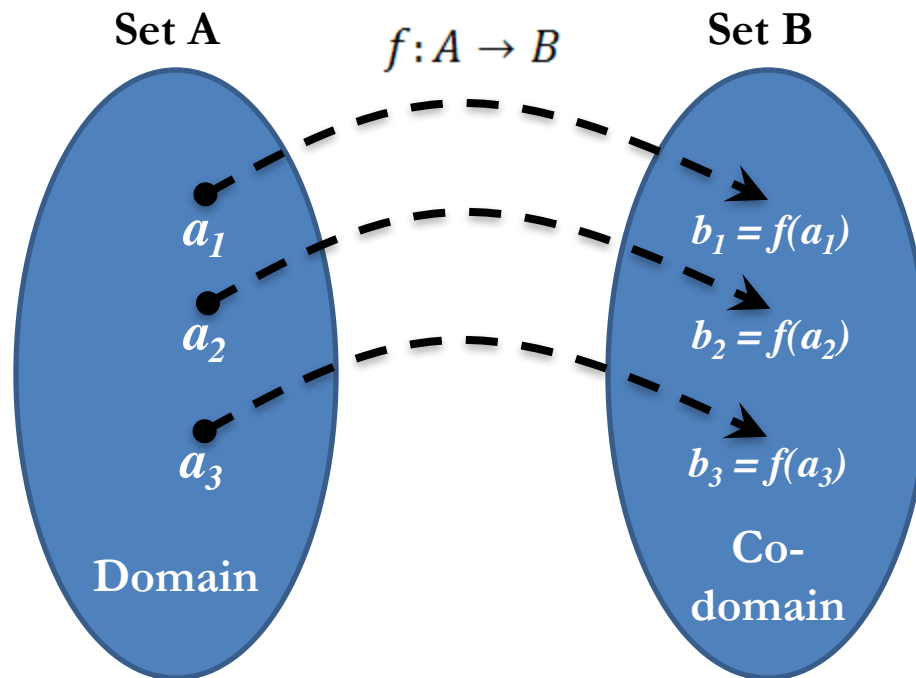 Set A
f: A → B
Set B
a₁
b₁ = f(a₁)
a₂
b₂ = f(a₂)
a₃
b₃ = f(a₃)
Domain
Co-
domain